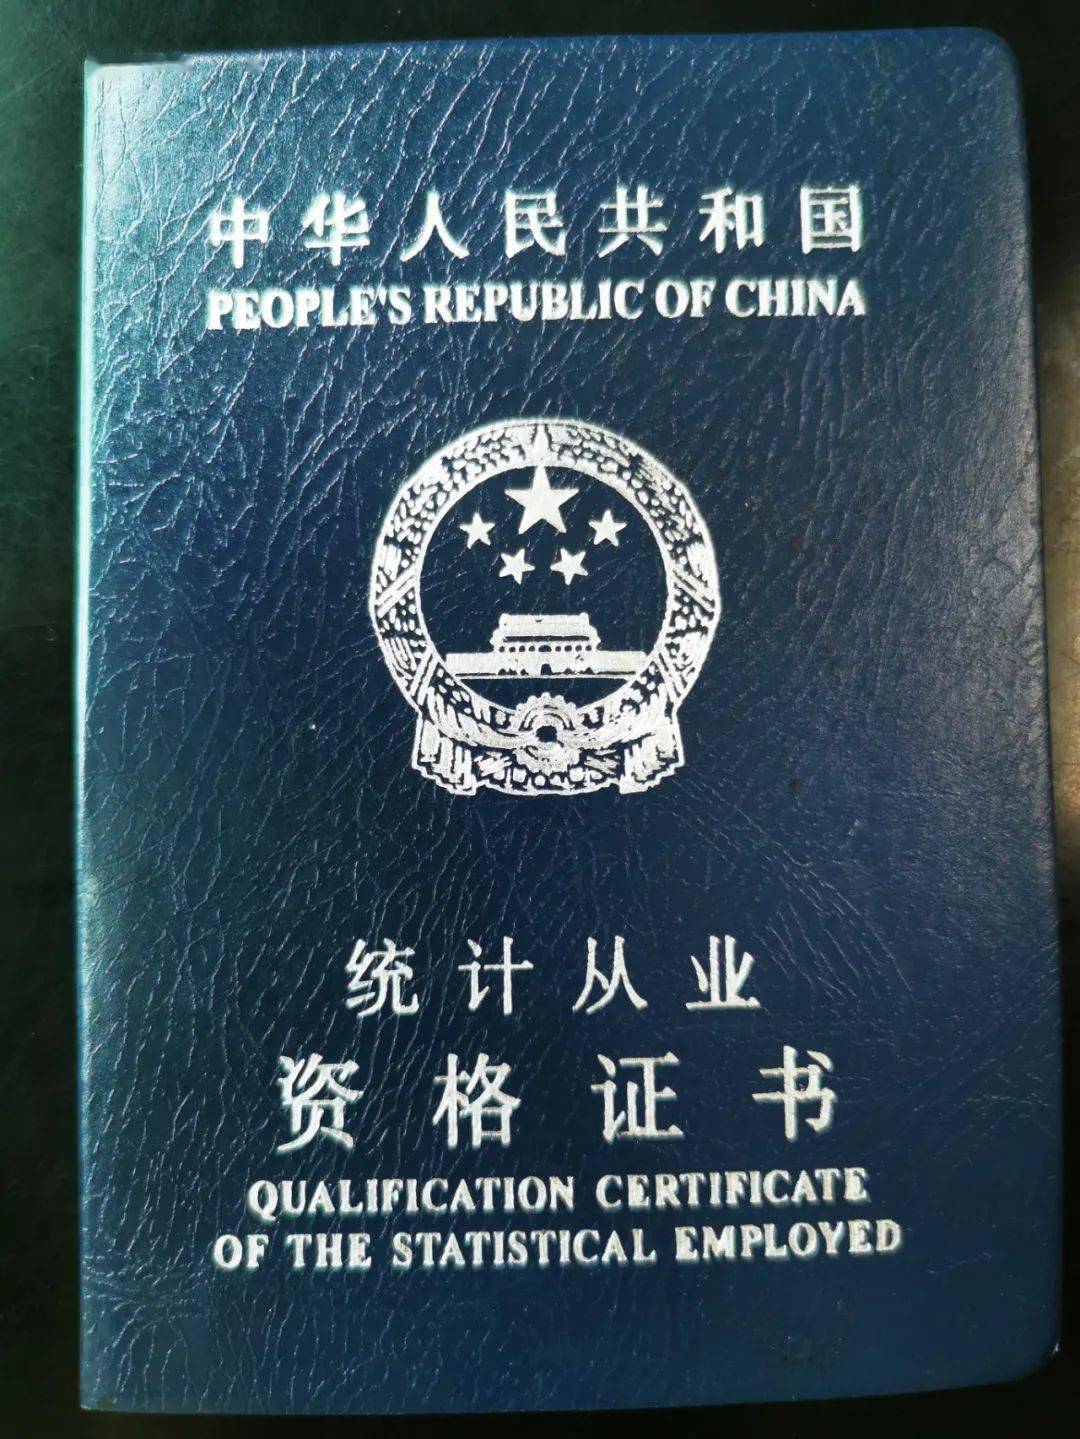 中华人民共和国
PEOPLE'S REPUBLIC OF CHINA
统计从业
资格证书
QUALIFICATION CERTIFICATE
OF THE STATISTICAL EMPLOYED